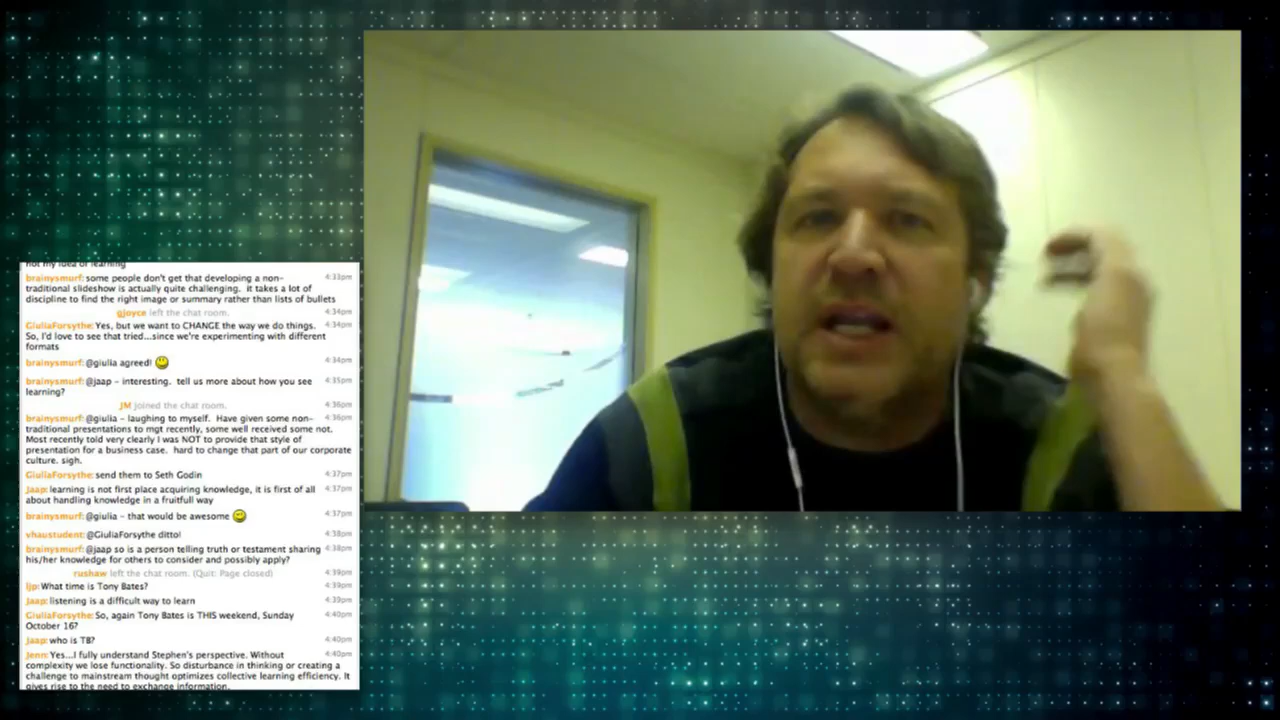 not my idea of learning
brainysmurf: some people don't get that developing a non- 4:33pm
traditional slideshow is actually quite challenging. it takes a lot of
discipline to find the right image or summary rather than lists of bullets
gjoyce left the chat room. 4:34pm
GiuliaForsythe: Yes, but we want to CHANGE the way we do things. 4:34pm
So, I'd love to see that tried...since we're experimenting with different
formats
brainysmurf: @giulia agreed! 4:34pm
brainysmurf: @jaap - interesting. tell us more about how you see 4:35pm
learning?
JM joined the chat room. 4:36pm
brainysmurf: @giulia - laughing to myself. Have given some non- 4:36pm
traditional presentations to mgt recently, some well received some not.
Most recently told very clearly I was NOT to provide that style of
presentation for a business case. hard to change that part of our corporate
culture. sigh.
GiuliaForsythe: send them to Seth Godin 4:37pm
Jaap: learning is not first place acquiring knowledge, it is first of all 4:37pm
about handling knowledge in a fruitfull way
brainysmurf: @giulia - that would be awesome 4:37pm
vhaustudent: @GiuliaForsythe ditto! 4:38pm
brainysmurf: @jaap so is a person telling truth or testament sharing 4:38pm
his/her knowledge for others to consider and possibly apply?
rushaw left the chat room. (Quit: Page closed) 4:39pm
ljp: What time is Tony Bates? 4:39pm
Jaap: listening is a difficult way to learn 4:39pm
GiuliaForsythe: So, again Tony Bates is THIS weekend, Sunday 4:40pm
October 16?
Jaap: who is TB? 4:40pm
Jenn: Yes...I fully understand Stephen's perspective. Without 4:40pm
complexity we lose functionality. So disturbance in thinking or creating a
challenge to mainstream thought optimizes collective learning efficiency. It
gives rise to the need to exchange information.